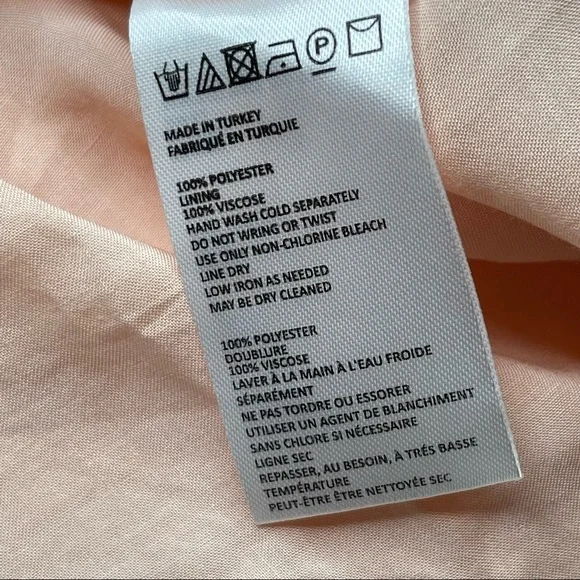 P
MADE IN TURKEY
FABRIQUÉ EN TURQUIE
100% POLYESTER
LINING
100% VISCOSE
HAND WASH COLD SEPARATELY
DO NOT WRING OR TWIST
USE ONLY NON-CHLORINE BLEACH
LINE DRY
LOW IRON AS NEEDED
MAY BE DRY CLEANED
100% POLYESTER
DOUBLURE
100% VISCOSE
LAVER À LA MAIN À L'EAU FROIDE
SÉPARÉMENT
NE PAS TORDRE OU ESSORER
UTILISER UN AGENT DE BLANCHIMENT
SANS CHLORE SI NÉCESSAIRE
LIGNE SEC
REPASSER, AU BESOIN, À TRÉS BASSE
TEMPÉRATURE
PEUT-ÊTRE ÊTRE NETTOYÉE SEC